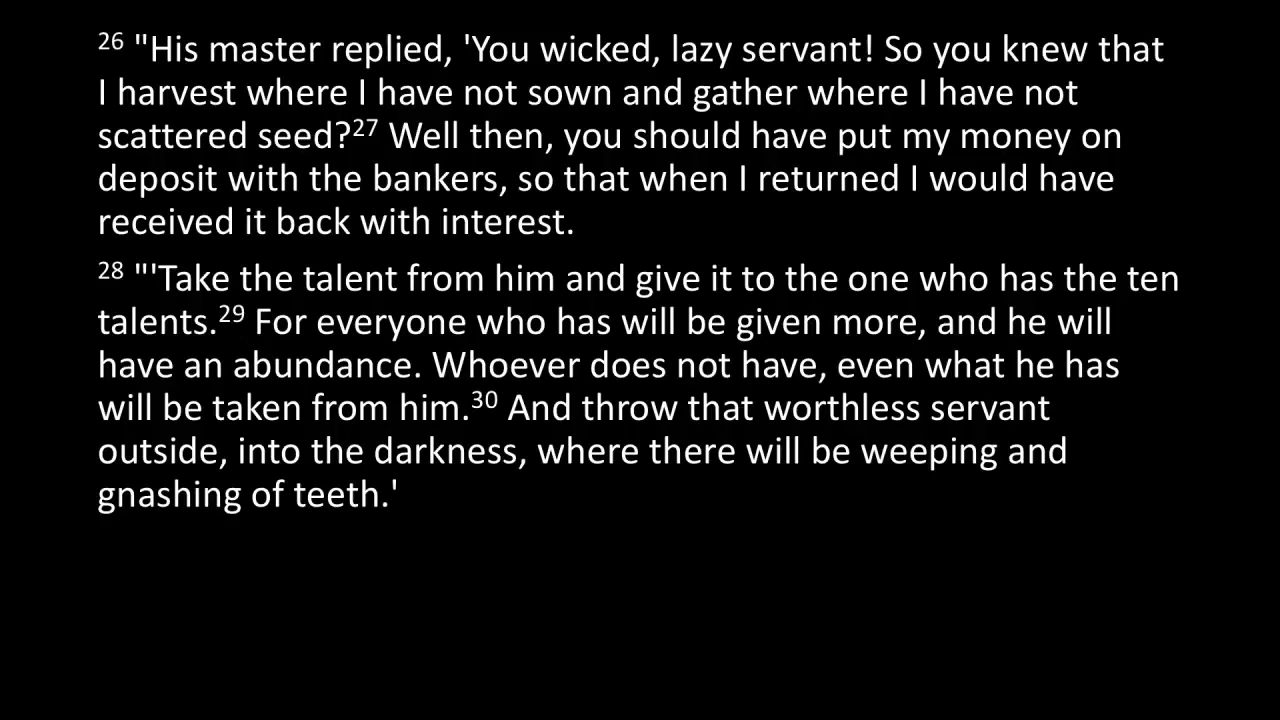 26 "His master replied, 'You wicked, lazy servant! So you knew that
I harvest where I have not sown and gather where I have not
scattered seed?27 Well then, you should have put my money on
deposit with the bankers, so that when I returned I would have
received it back with interest.
28 "'Take the talent from him and give it to the one who has the ten
talents.29 For everyone who has will be given more, and he will
have an abundance. Whoever does not have, even what he has
will be taken from him.30 And throw that worthless servant
outside, into the darkness, where there will be weeping and
gnashing of teeth.'